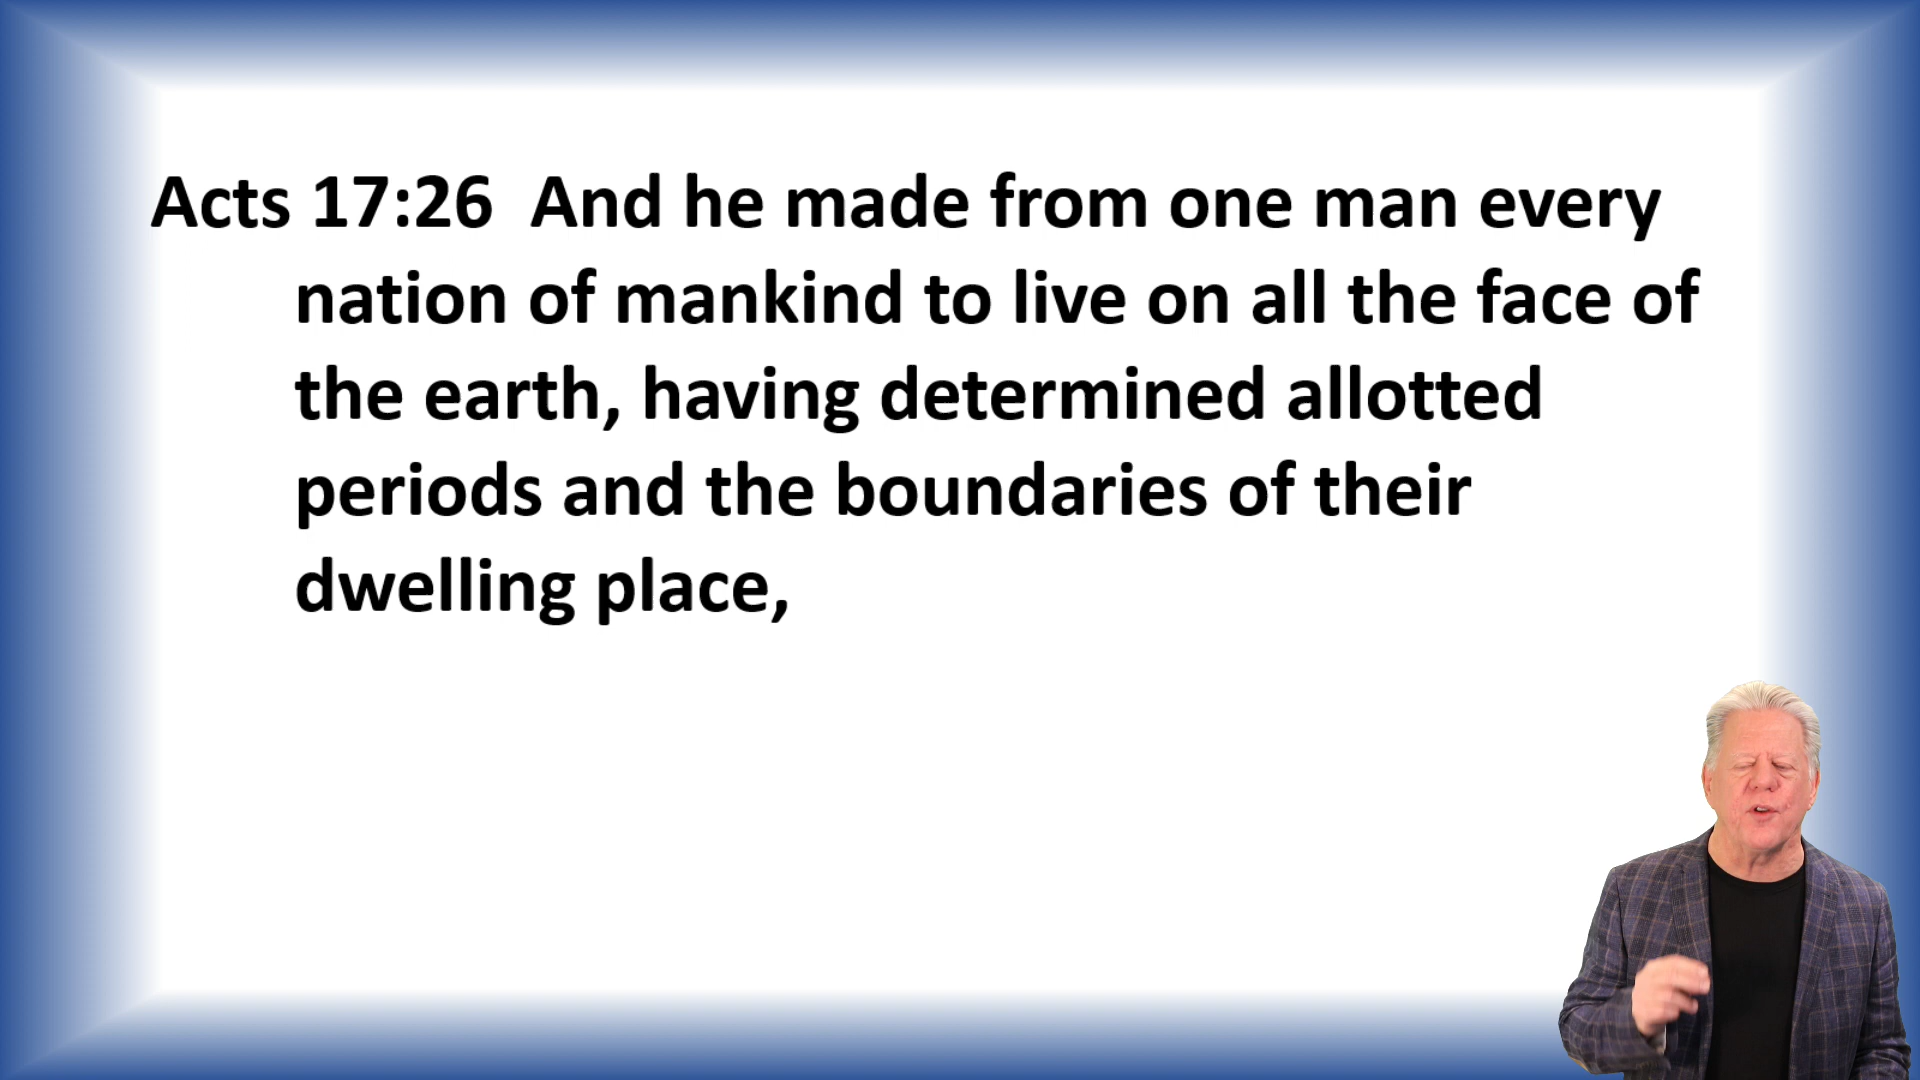 Acts 17:26  And he made from one man every
nation of mankind to live on all the face of
the earth, having determined allotted
periods and the boundaries of their
dwelling place,